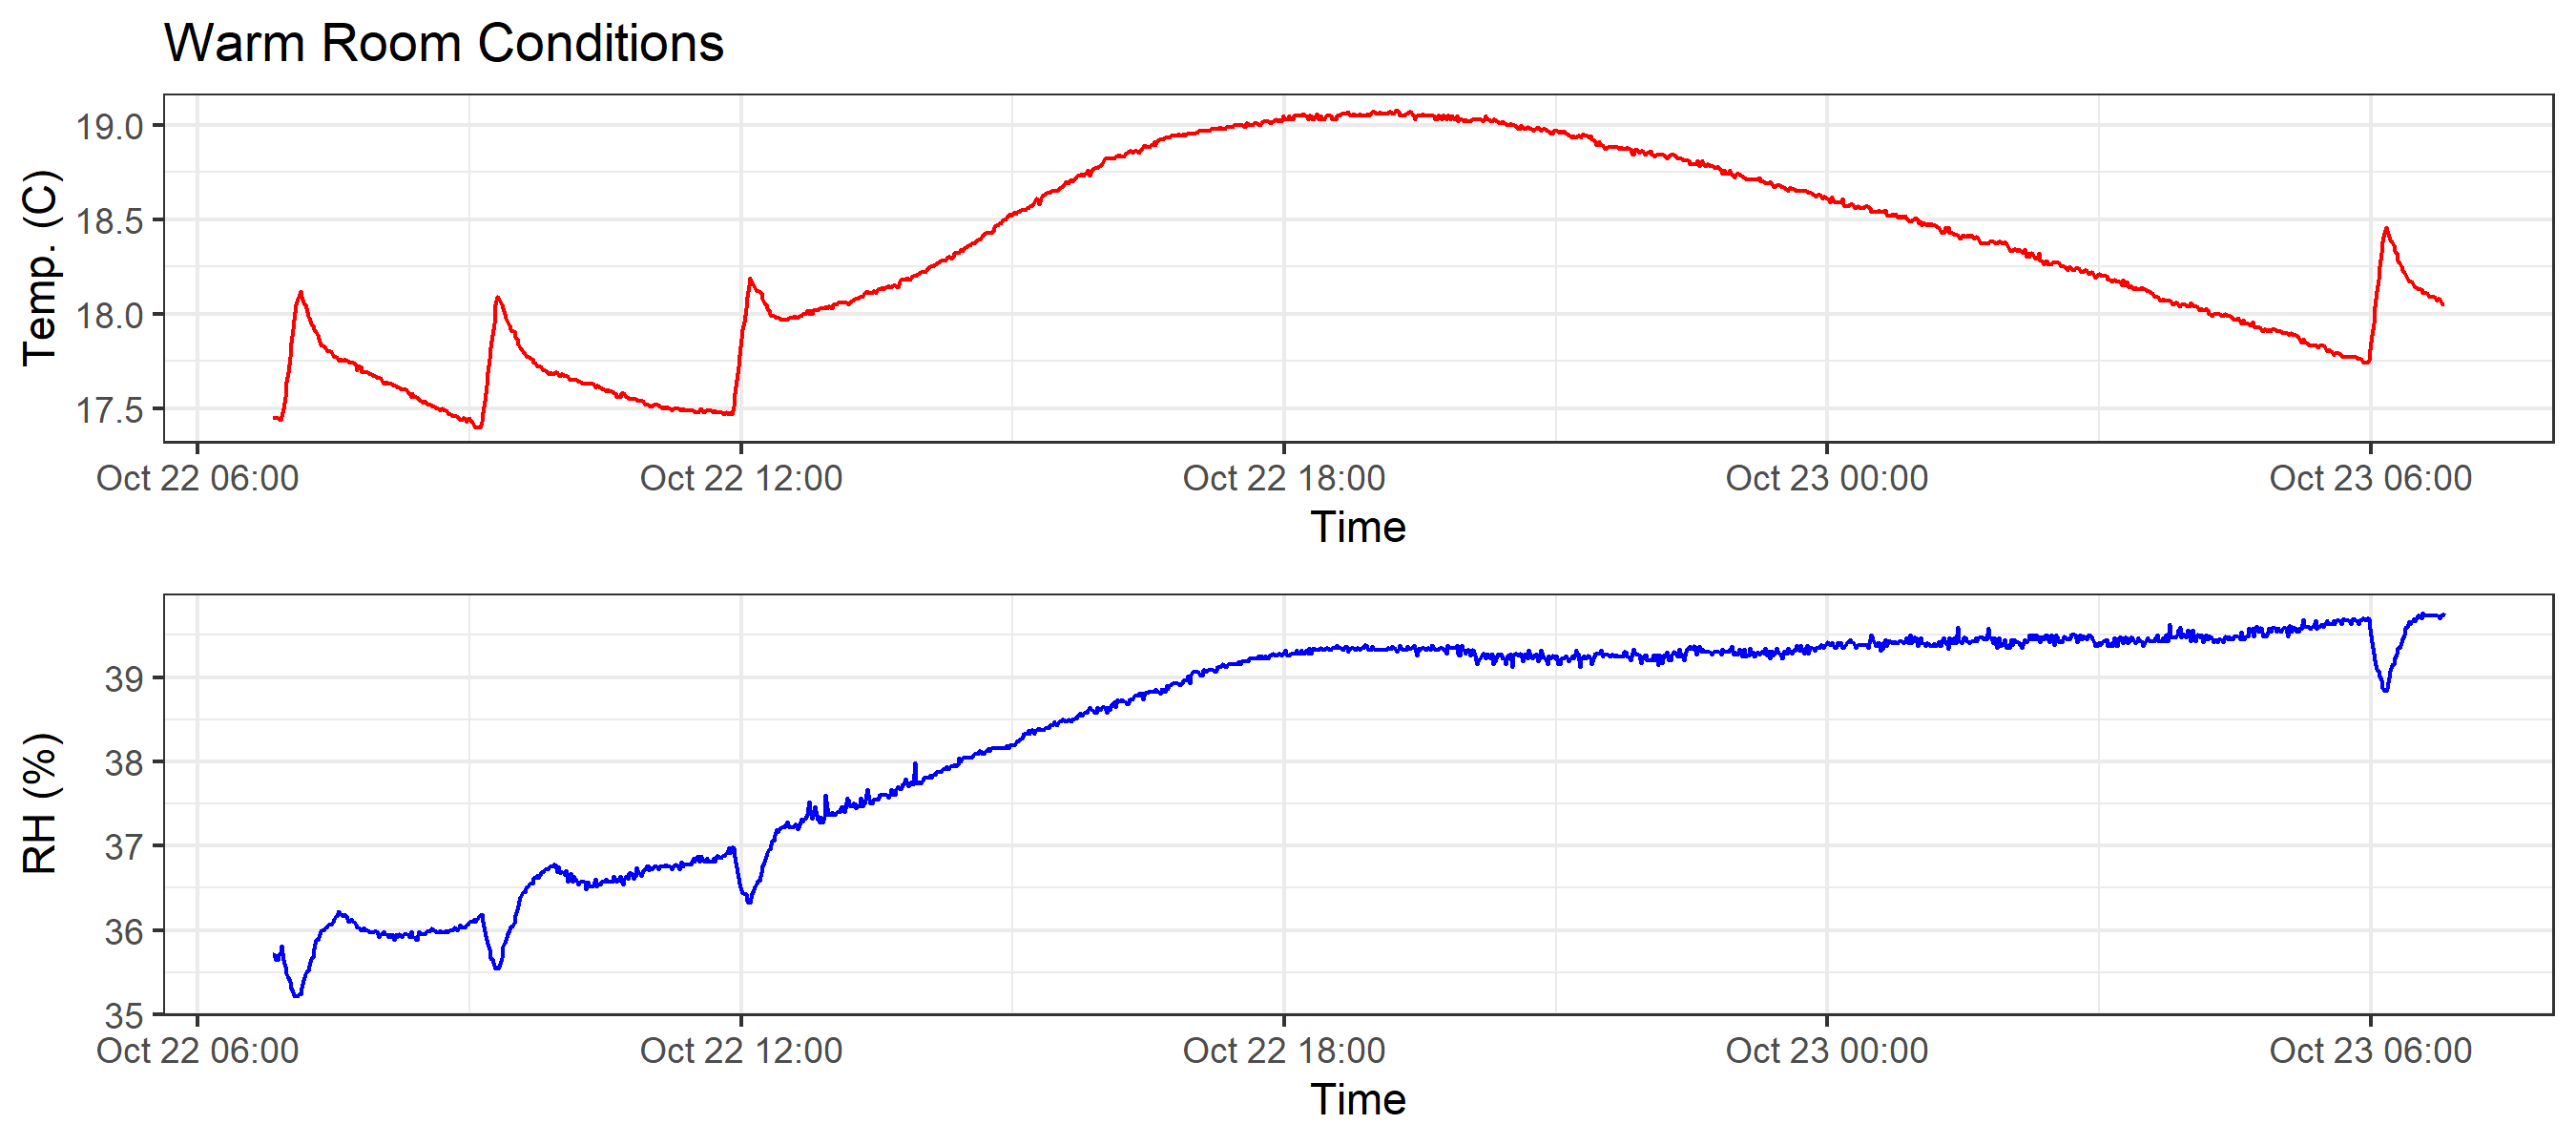 Warm Room Conditions
19.0
18.5
18.0
17.5
Temp. (C)
Oct 22 06:00 Oct 22 12:00 Oct 22 18:00 Oct 23 00:00 Oct 23 06:00
Time
39
38
37
36
35
RH (%)
Oct 22 06:00 Oct 22 12:00 Oct 22 18:00 Oct 23 00:00 Oct 23 06:00
Time